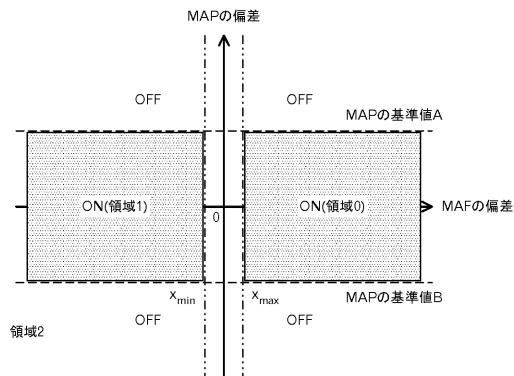 MAPの偏差
OFF
OFF
MAPの基準値A
ON(領域1)
0
ON(領域0)
MAFの偏差
xmin
xmax
MAPの基準値B
OFF
OFF
領域2